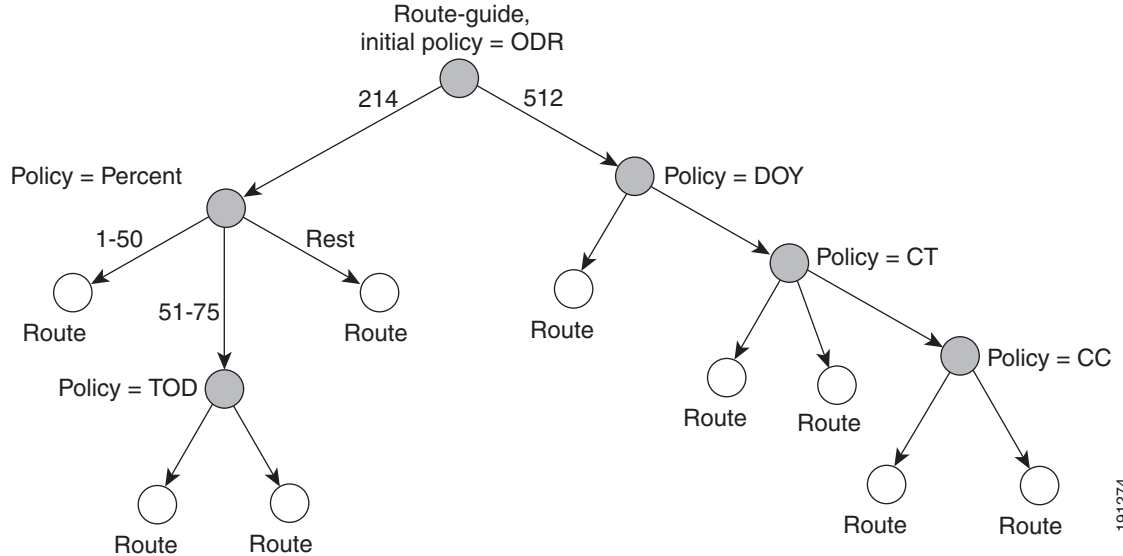 Route-guide,
initial policy = ODR
214
512
Policy = Percent
Policy = DOY
1-50
Rest
Policy = CT
51-75
Route
Route
Route
Policy = TOD
Policy = CC
Route
Route
Route
Route
Route
Route
191274